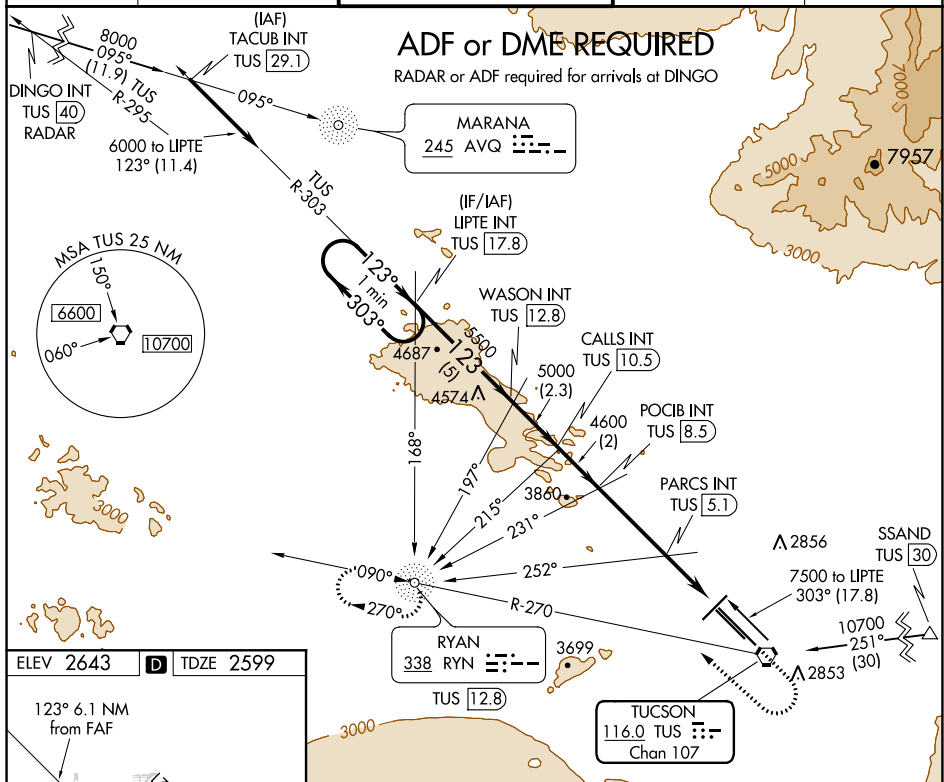 ADF or DME REQUIRED
RADAR or ADF required for arrivals at DINGO
(IAF)
TACUB INT
TUS 29.1
8000
095°
(11.9)
TUS
R-295
DINGO INT
TUS 40
RADAR
095°
6000 to LIPTE
123° (11.4)
MARANA
245 AVQ
7957
7000
5000
3000
TUS
R-303
(IF/IAF)
LIPTE INT
TUS 17.8
MSA TUS 25 NM
150°
6600
060°
10700
123°
1 min
303°
WASON INT
TUS 12.8
5500
123
(5)
4687
4574
CALLS INT
TUS 10.5
5000
(2.3)
4600
(2)
POCIB INT
TUS 8.5
168°
197°
215°
231°
3860
PARCS INT
TUS 5.1
3000
252°
2856
SSAND
TUS 30
090°
270°
R-270
7500 to LIPTE
303° (17.8)
10700
251°
(30)
RYAN
338 RYN
TUS 12.8
3699
2853
TUCSON
116.0 TUS
Chan 107
3000
ELEV 2643
D
TDZE 2599
123° 6.1 NM
from FAF